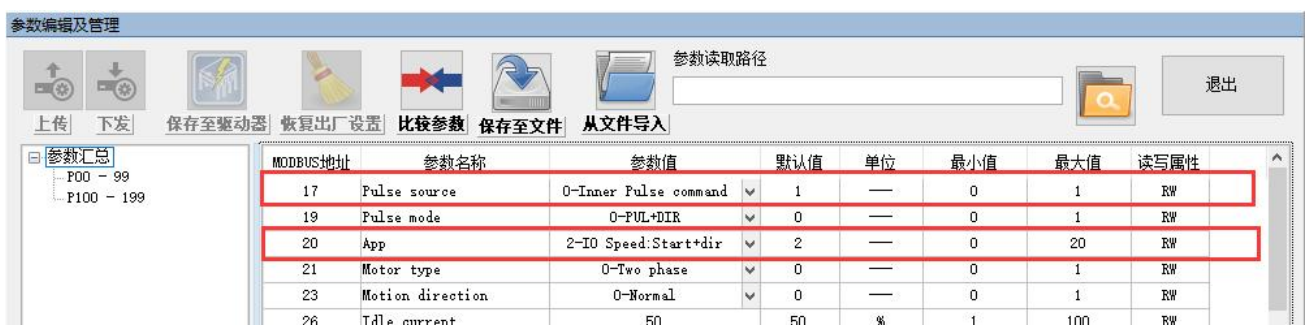 参数编辑及管理
参数读取路径
退出
上传 下发 保存至驱动器 恢复出厂设置 比较参数 保存至文件 从文件导入
参数汇总
P00 - 99
P100 - 199
MODBUS地址 参数名称 参数值 默认值 单位 最小值 最大值 读写属性
17 Pulse source 0-Inner Pulse command 1 — 0 1 RW
19 Pulse mode 0-PUL+DIR 0 — 0 1 RW
20 App 2-IO Speed:Start+dir 2 — 0 20 RW
21 Motor type 0-Two phase 0 — 0 1 RW
23 Motion direction 0-Normal 0 — 0 1 RW
26 Idle current 50 50 % 1 100 RW